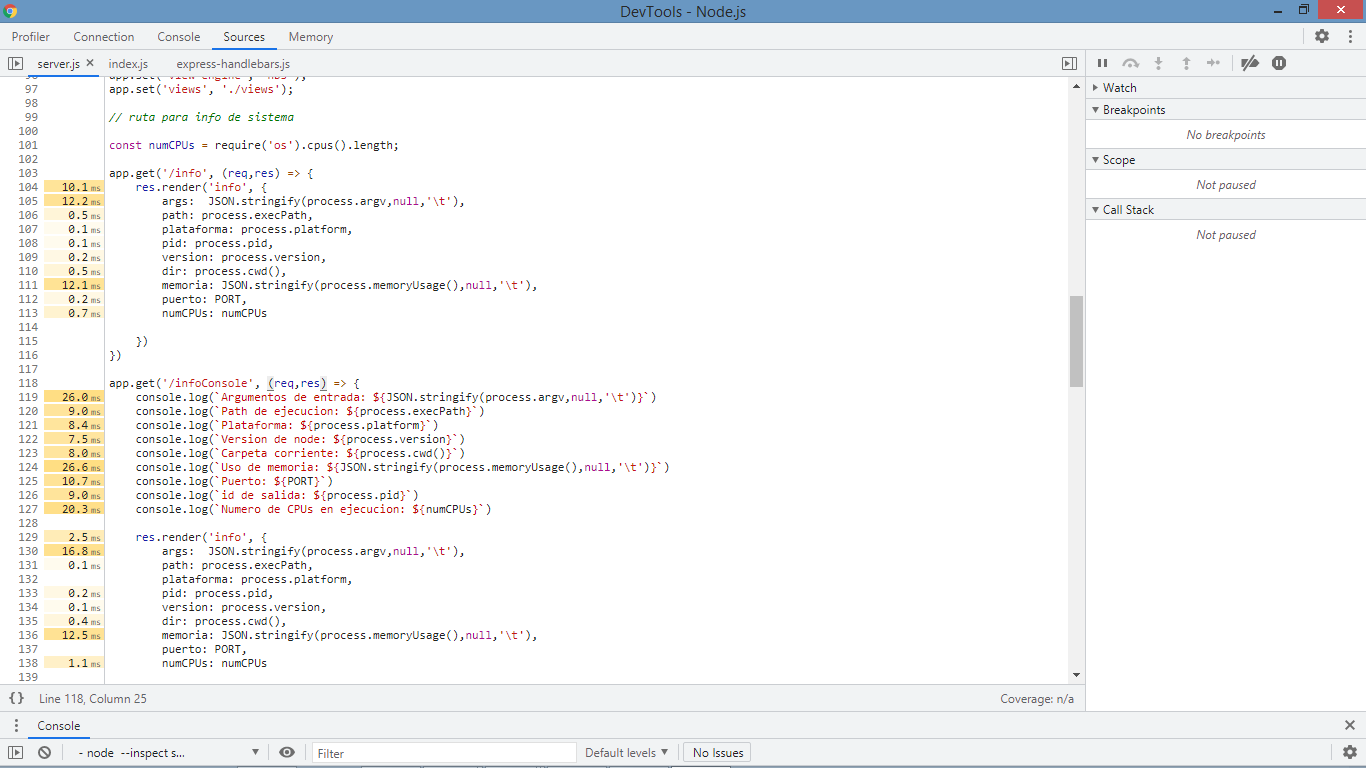 DevTools - Node.js
Profiler Connection Console Sources Memory
server.js index.js express-handlebars.js
96 app.set('view engine', 'hbs');
97 app.set('views', './views');
98
99 // ruta para info de sistema
100
101 const numCPUs = require('os').cpus().length;
102
103 app.get('/info', (req,res) => {
104 10.1 ms res.render('info', {
105 12.2 ms args:  JSON.stringify(process.argv,null,'\t'),
106 0.5 ms path: process.execPath,
107 0.1 ms plataforma: process.platform,
108 0.1 ms pid: process.pid,
109 0.2 ms version: process.version,
110 0.5 ms dir: process.cwd(),
111 12.1 ms memoria: JSON.stringify(process.memoryUsage(),null,'\t'),
112 0.2 ms puerto: PORT,
113 0.7 ms numCPUs: numCPUs
114
115 })
116 })
117
118 app.get('/infoConsole', (req,res) => {
119 26.0 ms console.log(`Argumentos de entrada: ${JSON.stringify(process.argv,null,'\t')}`)
120 9.0 ms console.log(`Path de ejecucion: ${process.execPath}`)
121 8.4 ms console.log(`Plataforma: ${process.platform}`)
122 7.5 ms console.log(`Version de node: ${process.version}`)
123 8.0 ms console.log(`Carpeta corriente: ${process.cwd()}`)
124 26.6 ms console.log(`Uso de memoria: ${JSON.stringify(process.memoryUsage(),null,'\t')}`)
125 10.7 ms console.log(`Puerto: ${PORT}`)
126 9.0 ms console.log(`id de salida: ${process.pid}`)
127 20.3 ms console.log(`Numero de CPUs en ejecucion: ${numCPUs}`)
128
129 2.5 ms res.render('info', {
130 16.8 ms args:  JSON.stringify(process.argv,null,'\t'),
131 0.1 ms path: process.execPath,
132 plataforma: process.platform,
133 0.2 ms pid: process.pid,
134 0.1 ms version: process.version,
135 0.4 ms dir: process.cwd(),
136 12.5 ms memoria: JSON.stringify(process.memoryUsage(),null,'\t'),
137 puerto: PORT,
138 1.1 ms numCPUs: numCPUs
139
Watch
Breakpoints
No breakpoints
Scope
Not paused
Call Stack
Not paused
{} Line 118, Column 25 Coverage: n/a
Console
- node --inspect s... Filter Default levels No Issues